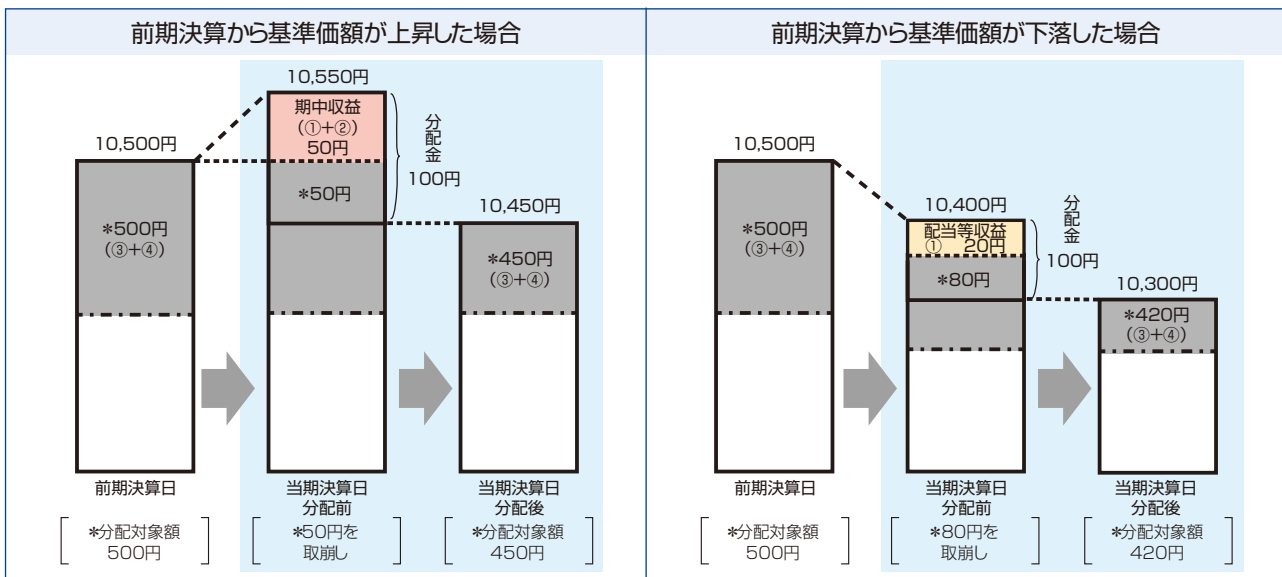 前期決算から基準価額が上昇した場合
10,550円
期中収益
(①+②)
50円
分配金
100円
10,500円
*50円
*500円
(③+④)
10,450円
*450円
(③+④)
前期決算日
当期決算日
分配前
当期決算日
分配後
*分配対象額
500円
*50円を
取崩し
*分配対象額
450円
前期決算から基準価額が下落した場合
10,500円
*500円
(③+④)
10,400円
配当等収益
① 20円
分配金
100円
*80円
10,300円
*420円
(③+④)
前期決算日
当期決算日
分配前
当期決算日
分配後
*分配対象額
500円
*80円を
取崩し
*分配対象額
420円